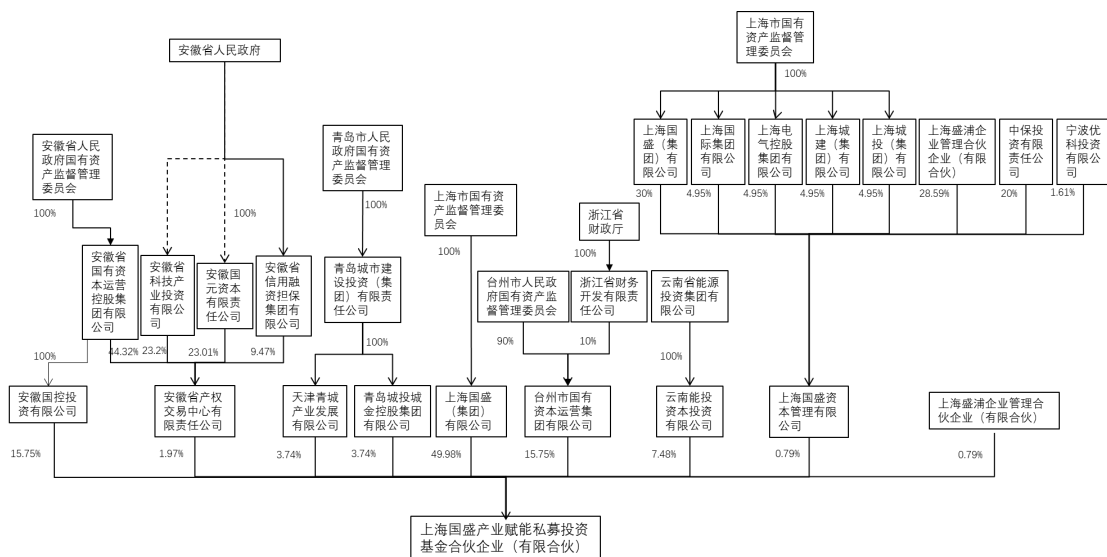 上海市国有
资产监督管
理委员会
安徽省人民政府
100%
安徽省人民
政府国有资
产监督管理
委员会
青岛市人民
政府国有资
产监督管理
委员会
上海国
盛（集
团）有
限公司
上海国
际集团
有限公
司
上海电
气控股
集团有
限公司
上海城
建（集
团）有
限公司
上海城
投（集
团）有
限公司
上海盛浦企
业管理合伙
企业（有限
合伙）
中保投
资有限
责任公
司
宁波优
科投资
有限公
司
30%
4.95%
4.95%
4.95%
4.95%
28.59%
20%
1.61%
上海市国有资
产监督管理委
员会
100%
100%
100%
浙江省
财政厅
100%
100%
安徽省
国有资
本运营
控股集
团有限
公司
安徽省
科技产
业投资
有限公
司
安徽国
元资本
有限责
任公司
安徽省
信用融
资担保
集团有
限公司
青岛城市建
设投资（集
团）有限责
任公司
台州市人民政
府国有资产监
督管理委员会
浙江省财务
开发有限责
任公司
云南省能源
投资集团有
限公司
100%
44.32%
23.2%
23.01%
9.47%
100%
90%
10%
100%
安徽国控投
资有限公司
安徽省产权
交易中心有
限责任公司
天津青城
产业发展
有限公司
青岛城投城
金控股集团
有限公司
上海国盛
（集团）
有限公司
台州市国有
资本运营集
团有限公司
云南能投
资本投资
有限公司
上海国盛资
本管理有限
公司
上海盛浦企业管理合
伙企业（有限合伙）
15.75%
1.97%
3.74%
3.74%
49.98%
15.75%
7.48%
0.79%
0.79%
上海国盛产业赋能私募投资
基金合伙企业（有限合伙）